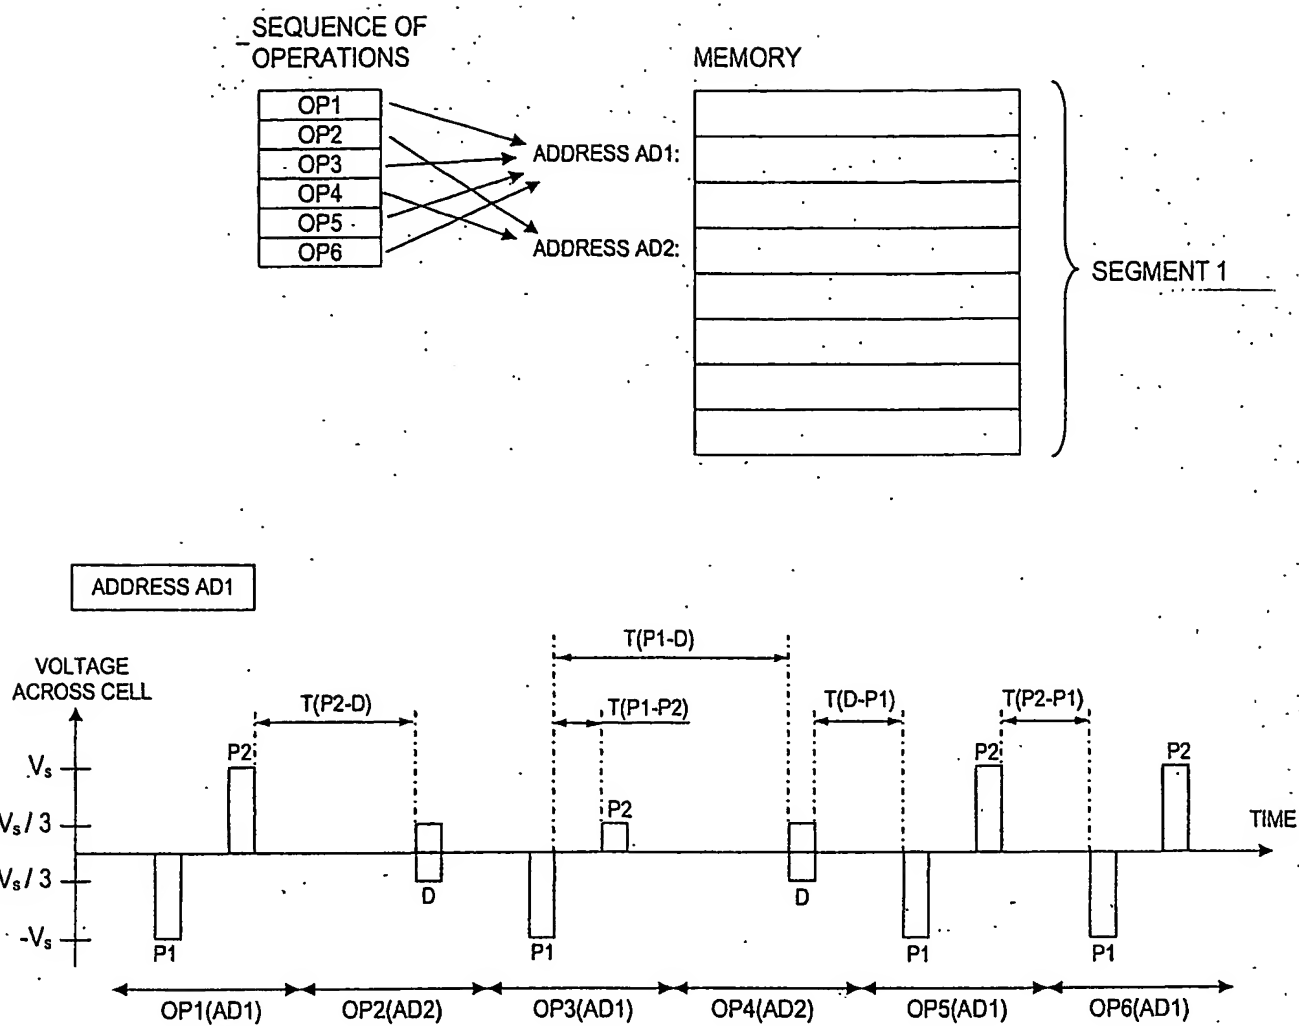 SEQUENCE OF
OPERATIONS
MEMORY
OP1
OP2
OP3
OP4
OP5
OP6
ADDRESS AD1:
ADDRESS AD2:
SEGMENT 1
ADDRESS AD1
VOLTAGE
ACROSS CELL
T(P1-D)
T(P2-D)
T(P1-P2)
T(D-P1)
T(P2-P1)
Vs
Vs / 3
Vs / 3
-Vs
P2
P2
P2
P2
TIME
D
D
P1
P1
P1
P1
OP1(AD1)
OP2(AD2)
OP3(AD1)
OP4(AD2)
OP5(AD1)
OP6(AD1)